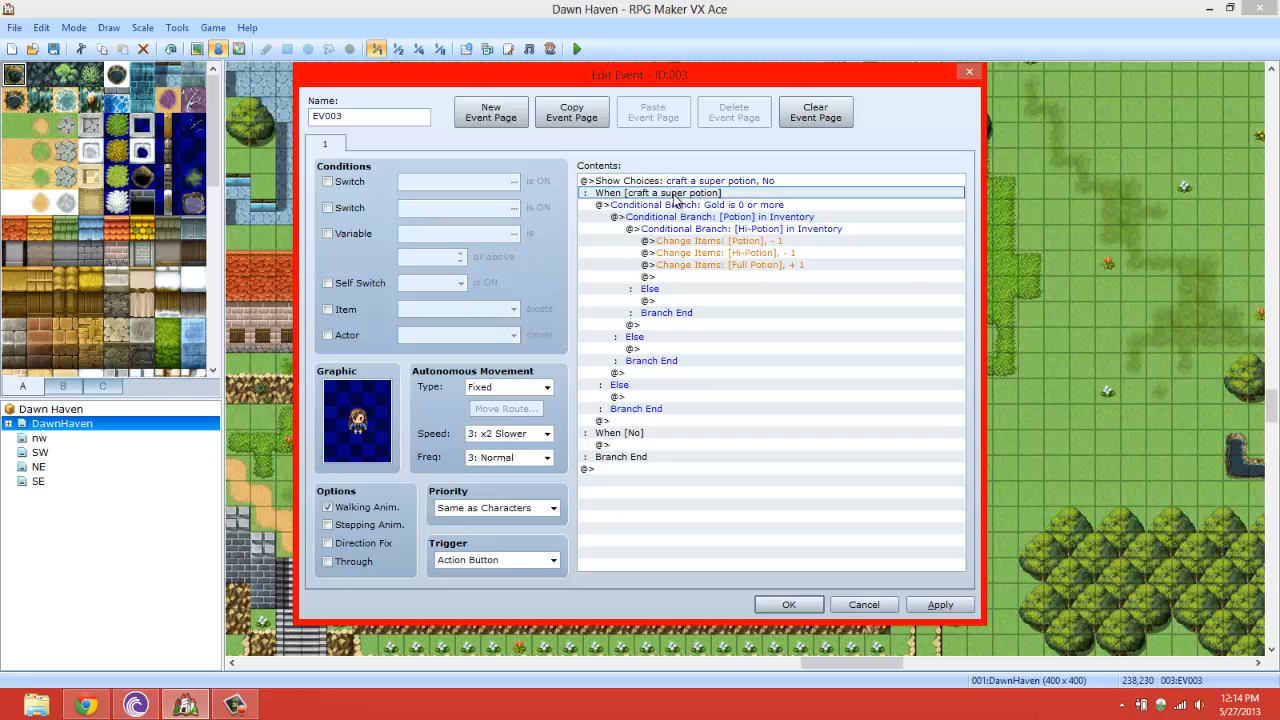 Dawn Haven - RPG Maker VX Ace
File Edit Mode Draw Scale Tools Game Help
1/1 1/2 1/4 1/8
Edit Event - ID:003
Name:
EV003
New Event Page
Copy Event Page
Paste Event Page
Delete Event Page
Clear Event Page
1
Conditions
Switch ... is ON
Switch ... is ON
Variable ... is
or above
Self Switch is ON
Item exists
Actor exists
Graphic
Autonomous Movement
Type: Fixed
Move Route...
Speed: 3: x2 Slower
Freq: 3: Normal
Options
Walking Anim.
Stepping Anim.
Direction Fix
Through
Priority
Same as Characters
Trigger
Action Button
Contents:
@>Show Choices: craft a super potion, No
: When [craft a super potion]
@>Conditional Branch: Gold is 0 or more
@>Conditional Branch: [Potion] in Inventory
@>Conditional Branch: [Hi-Potion] in Inventory
@>Change Items: [Potion], - 1
@>Change Items: [Hi-Potion], - 1
@>Change Items: [Full Potion], + 1
@>
: Else
@>
: Branch End
@>
: Else
@>
: Branch End
@>
: Else
@>
: Branch End
@>
: When [No]
@>
: Branch End
@>
OK Cancel Apply
A B C
Dawn Haven
DawnHaven
nw
SW
NE
SE
001:DawnHaven (400 x 400) 238,230 003:EV003
12:14 PM
5/27/2013